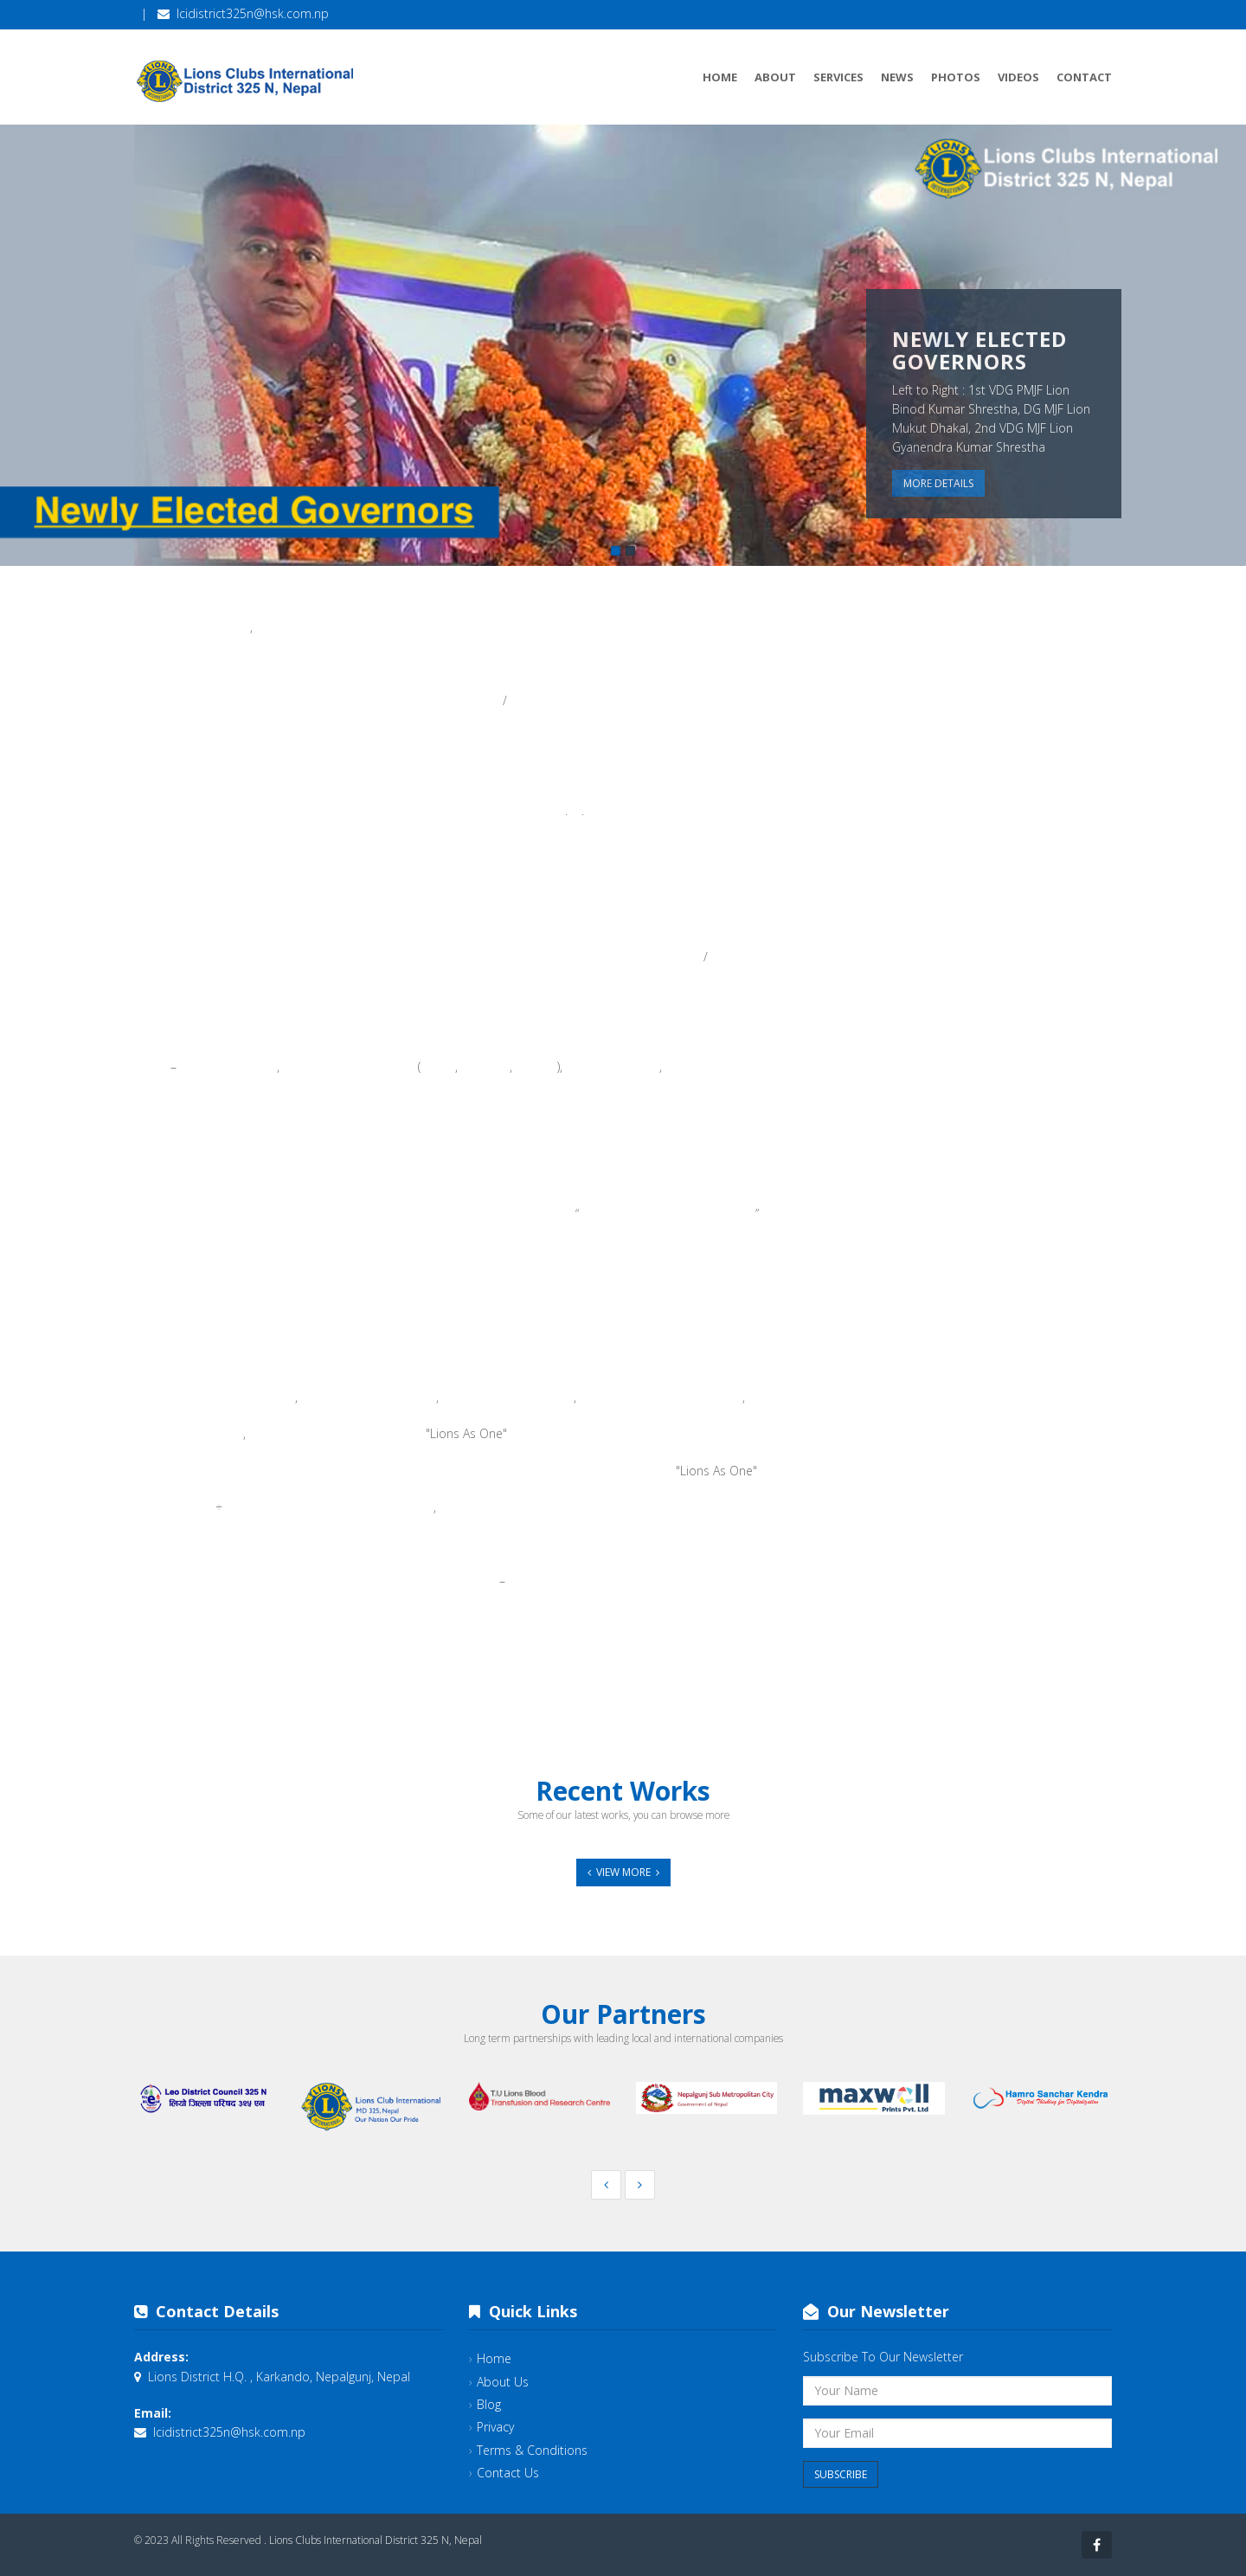 | lcidistrict325n@hsk.com.np
Lions Clubs International
District 325 N, Nepal
HOME ABOUT SERVICES NEWS PHOTOS VIDEOS CONTACT
Lions Clubs International
District 325 N, Nepal
NEWLY ELECTED
GOVERNORS
Left to Right : 1st VDG PMJF Lion
Binod Kumar Shrestha, DG MJF Lion
Mukut Dhakal, 2nd VDG MJF Lion
Gyanendra Kumar Shrestha
MORE DETAILS
Newly Elected Governors
,
/
. .
/
– , ( , , ), ,
“ ”
, , , ,
, "Lions As One"
"Lions As One"
÷ ,
–
Recent Works
Some of our latest works, you can browse more
‹ VIEW MORE ›
Our Partners
Long term partnerships with leading local and international companies
Leo District Council 325 N
लियो जिल्ला परिषद ३२५ एन
Lions Club International
MD 325, Nepal
Our Nation Our Pride
T.U Lions Blood
Transfusion and Research Centre
Nepalgunj Sub Metropolitan City
Government of Nepal
maxwell
Prints Pvt. Ltd
Hamro Sanchar Kendra
Digital Thinking for Digitalization
‹ ›
Contact Details
Address:
Lions District H.Q. , Karkando, Nepalgunj, Nepal
Email:
lcidistrict325n@hsk.com.np
Quick Links
› Home
› About Us
› Blog
› Privacy
› Terms & Conditions
› Contact Us
Our Newsletter
Subscribe To Our Newsletter
Your Name
Your Email
SUBSCRIBE
© 2023 All Rights Reserved . Lions Clubs International District 325 N, Nepal